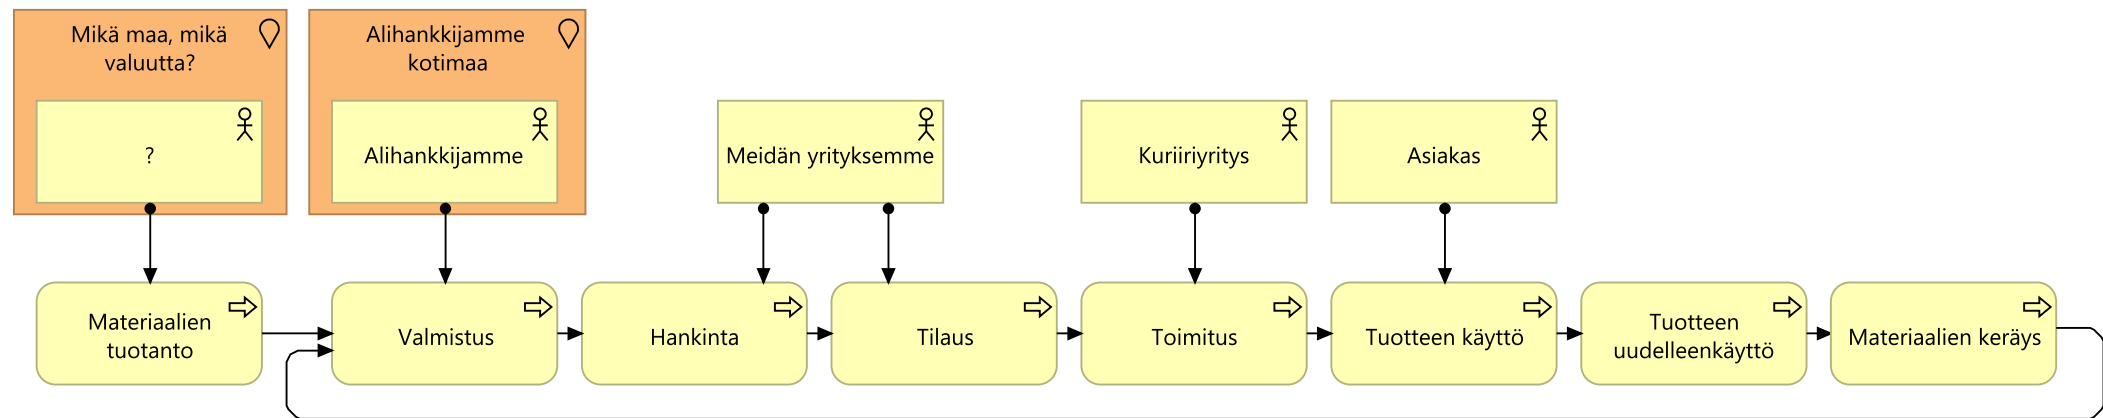 Mikä maa, mikä
valuutta?
Alihankkijamme
kotimaa
?
Alihankkijamme
Meidän yrityksemme
Kuriiriyritys
Asiakas
Materiaalien
tuotanto
Valmistus
Hankinta
Tilaus
Toimitus
Tuotteen käyttö
Tuotteen
uudelleenkäyttö
Materiaalien keräys